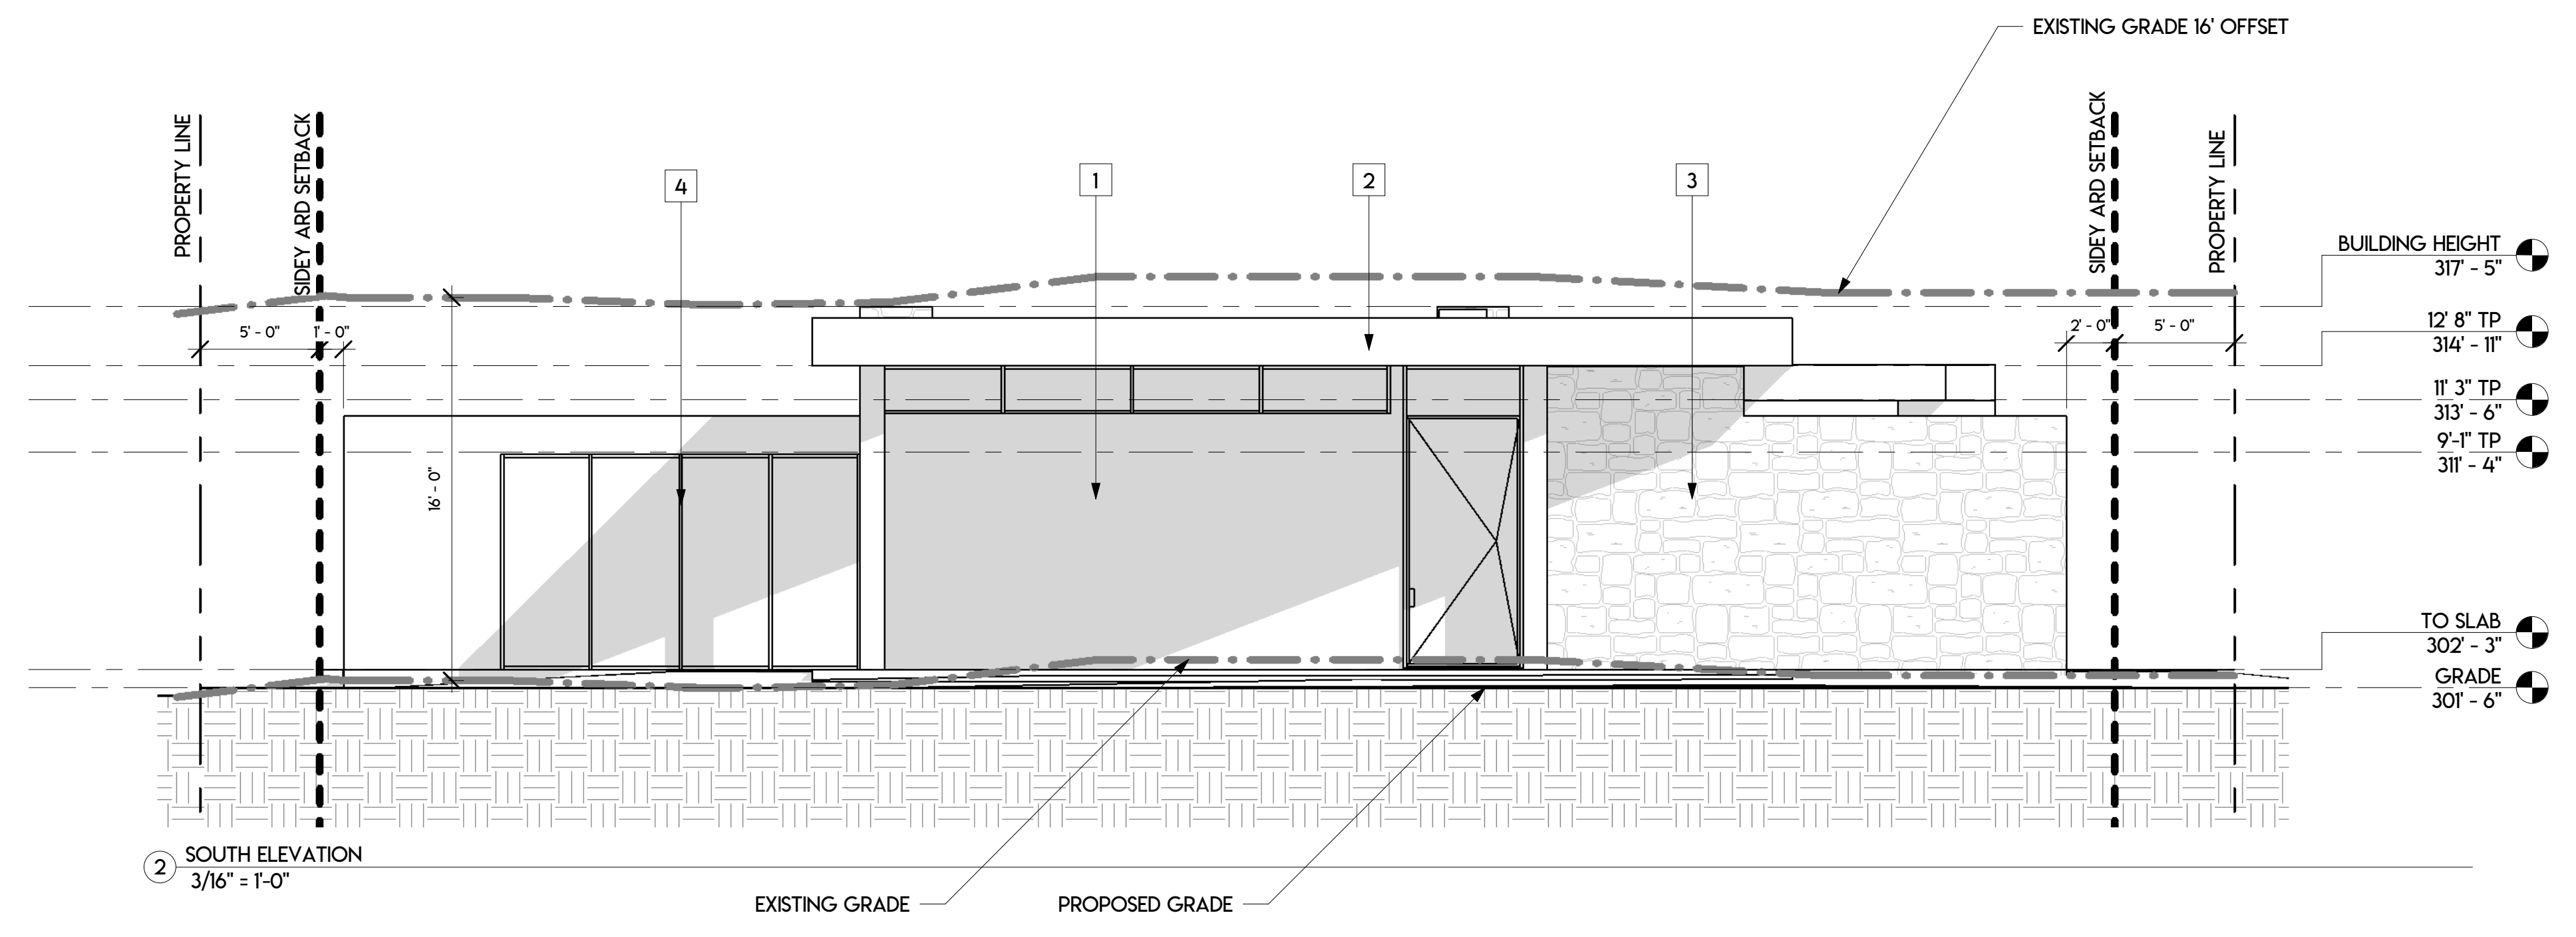 EXISTING GRADE 16' OFFSET
PROPERTY LINE
SIDEY ARD SETBACK
SIDEY ARD SETBACK
PROPERTY LINE
4
1
2
3
BUILDING HEIGHT
317' - 5"
12' 8" TP
314' - 11"
11' 3" TP
313' - 6"
9'-1" TP
311' - 4"
TO SLAB
302' - 3"
GRADE
301' - 6"
5' - 0"
1' - 0"
2' - 0"
5' - 0"
16' - 0"
2
SOUTH ELEVATION
3/16" = 1'-0"
EXISTING GRADE
PROPOSED GRADE